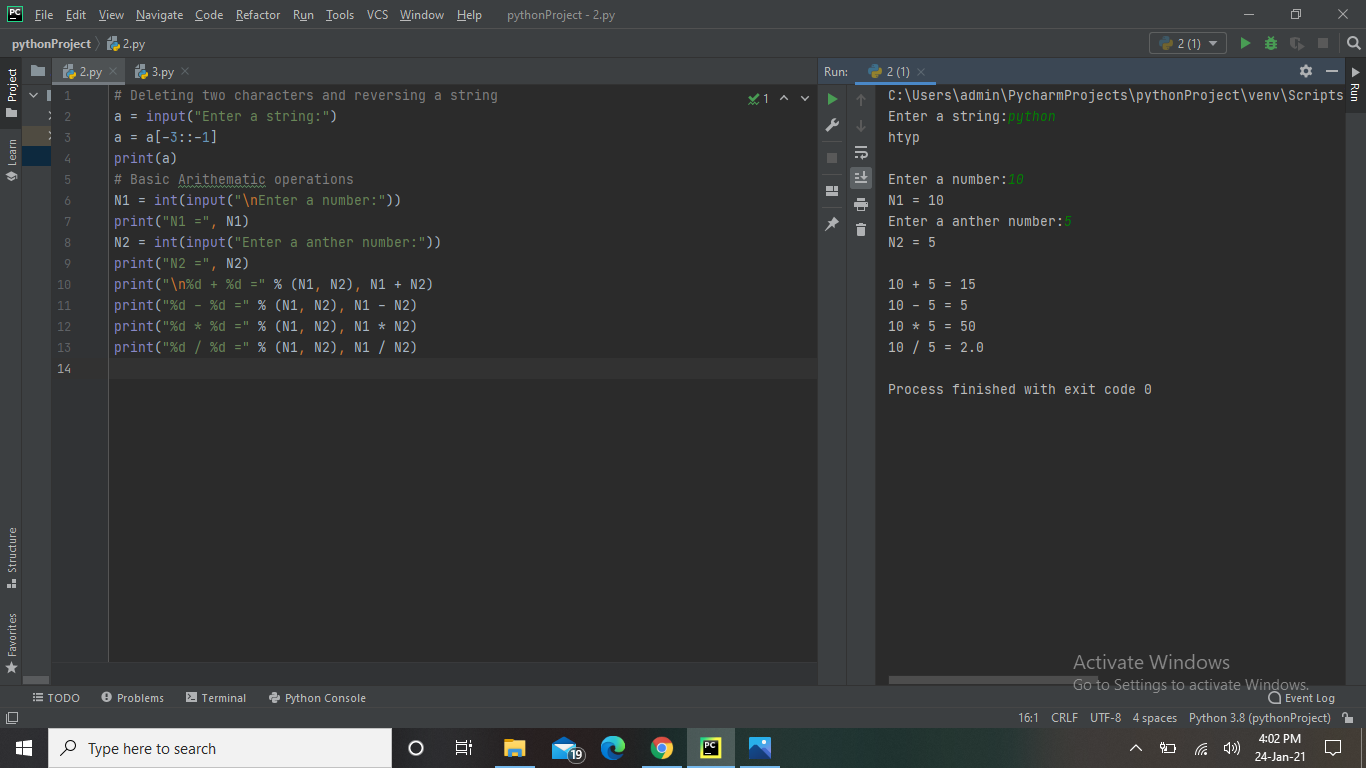 File Edit View Navigate Code Refactor Run Tools VCS Window Help pythonProject - 2.py
pythonProject 2.py 2 (1)
Project
Learn
Structure
Favorites
2.py 3.py
1 # Deleting two characters and reversing a string
2 a = input("Enter a string:")
3 a = a[-3::-1]
4 print(a)
5 # Basic Arithematic operations
6 N1 = int(input("\nEnter a number:"))
7 print("N1 =", N1)
8 N2 = int(input("Enter a anther number:"))
9 print("N2 =", N2)
10 print("\n%d + %d =" % (N1, N2), N1 + N2)
11 print("%d - %d =" % (N1, N2), N1 - N2)
12 print("%d * %d =" % (N1, N2), N1 * N2)
13 print("%d / %d =" % (N1, N2), N1 / N2)
14
1
Run: 2 (1)
Run
C:\Users\admin\PycharmProjects\pythonProject\venv\Scripts
Enter a string:python
htyp
Enter a number:10
N1 = 10
Enter a anther number:5
N2 = 5
10 + 5 = 15
10 - 5 = 5
10 * 5 = 50
10 / 5 = 2.0
Process finished with exit code 0
Activate Windows
Go to Settings to activate Windows.
TODO Problems Terminal Python Console Event Log
16:1 CRLF UTF-8 4 spaces Python 3.8 (pythonProject)
Type here to search
19
PC
4:02 PM
24-Jan-21